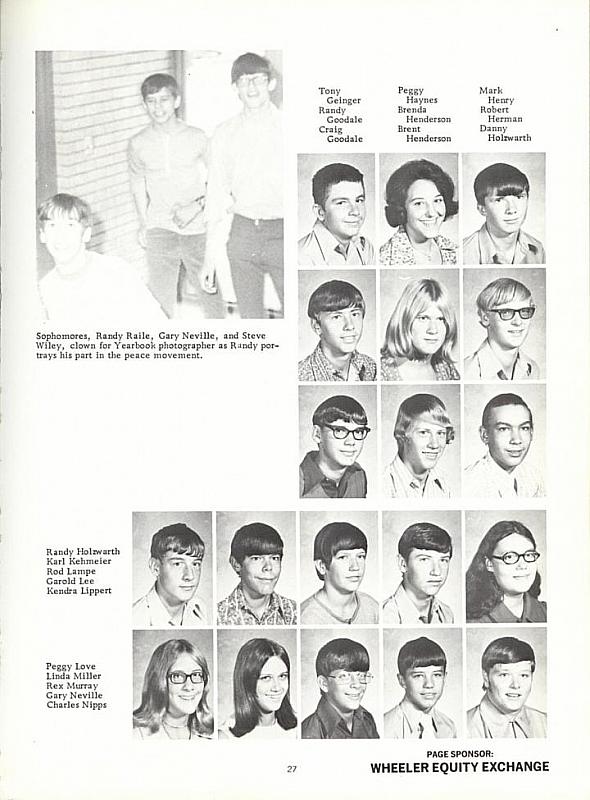 Tony
Geinger
Randy
Goodale
Craig
Goodale
Peggy
Haynes
Brenda
Henderson
Brent
Henderson
Mark
Henry
Robert
Herman
Danny
Holzwarth
Sophomores, Randy Raile, Gary Neville, and Steve
Wiley, clown for Yearbook photographer as Randy por-
trays his part in the peace movement.
Randy Holzwarth
Karl Kehmeier
Rod Lampe
Garold Lee
Kendra Lippert
Peggy Love
Linda Miller
Rex Murray
Gary Neville
Charles Nipps
27
PAGE SPONSOR:
WHEELER EQUITY EXCHANGE